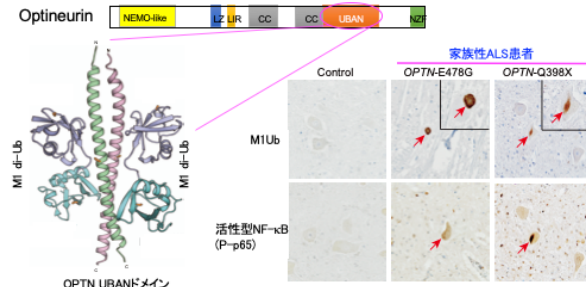 Optineurin
NEMO-like
LZ
LIR
CC
CC
UBAN
NZF
家族性ALS患者
Control
OPTN-E478G
OPTN-Q398X
N
N
M1 di-Ub
M1 di-Ub
M1Ub
活性型NF-κB
(P-p65)
C
C
OPTN UBANドメイン